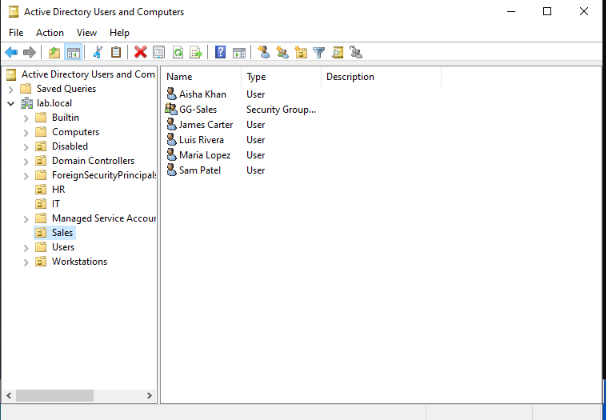 Active Directory Users and Computers
File Action View Help
Active Directory Users and Com
Saved Queries
lab.local
Builtin
Computers
Disabled
Domain Controllers
ForeignSecurityPrincipals
HR
IT
Managed Service Accour
Sales
Users
Workstations
Name Type Description
Aisha Khan User
GG-Sales Security Group...
James Carter User
Luis Rivera User
Maria Lopez User
Sam Patel User